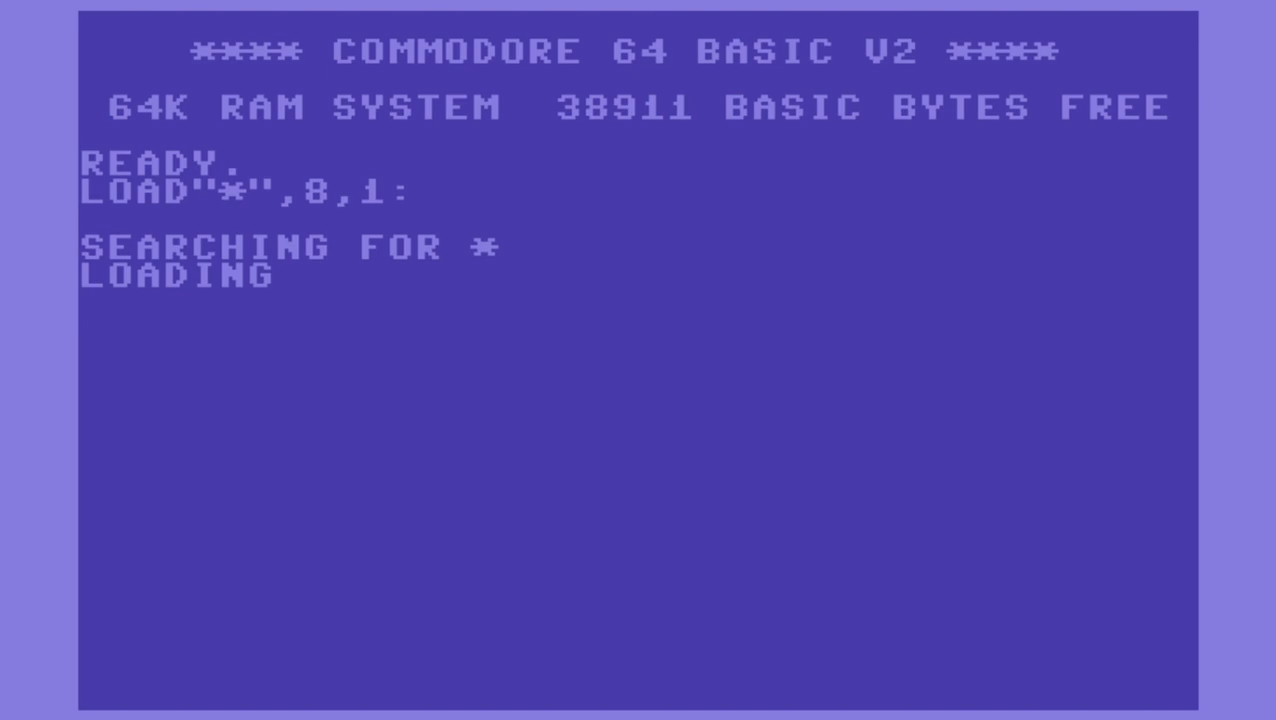 **** COMMODORE 64 BASIC V2 ****
64K RAM SYSTEM  38911 BASIC BYTES FREE
READY.
LOAD"*",8,1:
SEARCHING FOR *
LOADING